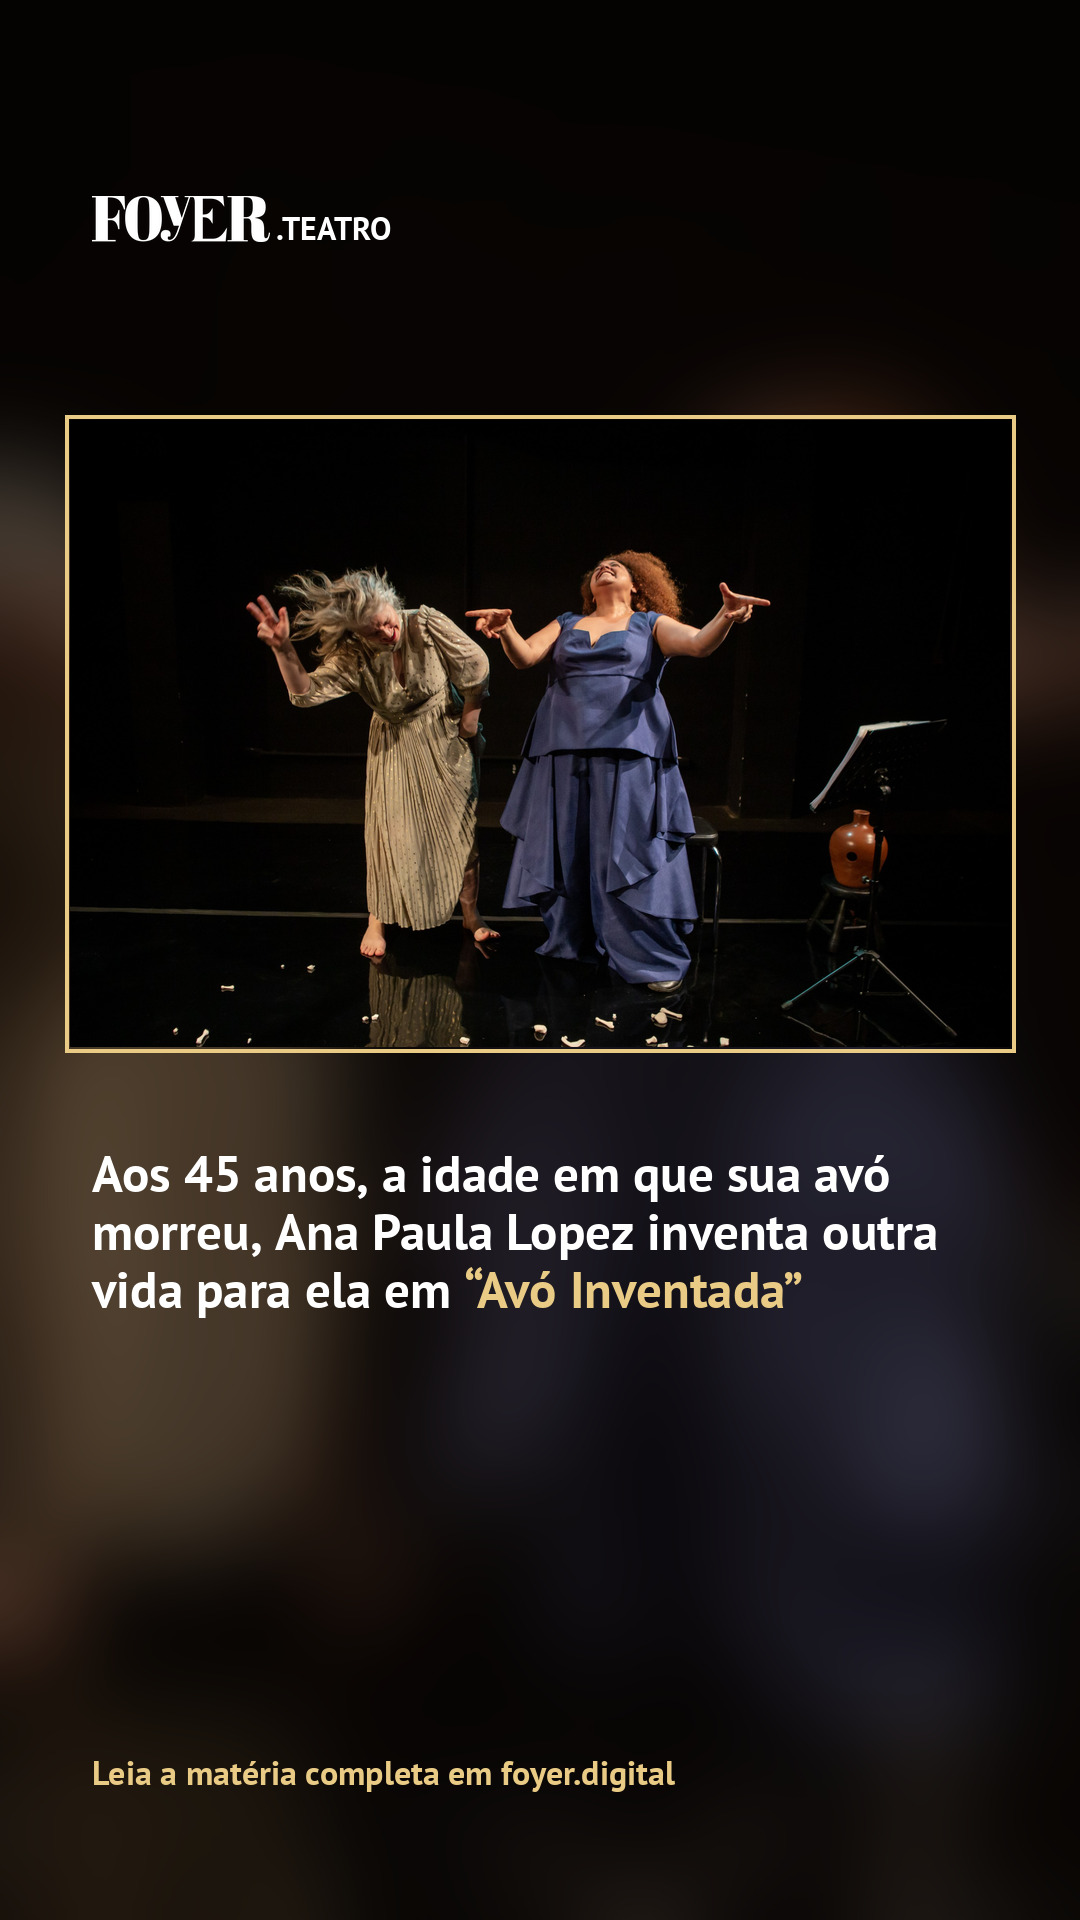 FOYER .TEATRO
Aos 45 anos, a idade em que sua avó
morreu, Ana Paula Lopez inventa outra
vida para ela em “Avó Inventada”
Leia a matéria completa em foyer.digital